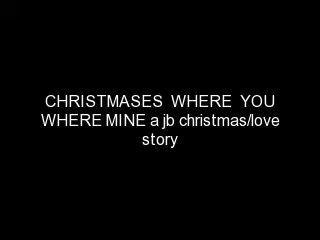 CHRISTMASES WHERE YOU
WHERE MINE a jb christmas/love
story